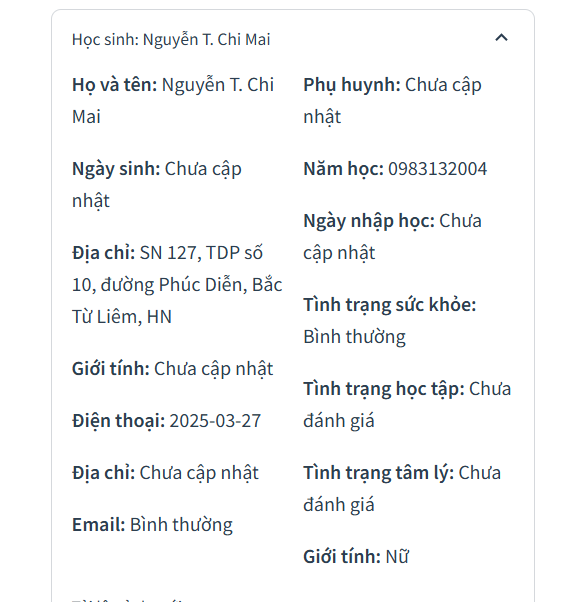 Học sinh: Nguyễn T. Chi Mai
Họ và tên: Nguyễn T. Chi
Mai
Ngày sinh: Chưa cập
nhật
Địa chỉ: SN 127, TDP số
10, đường Phúc Diễn, Bắc
Từ Liêm, HN
Giới tính: Chưa cập nhật
Điện thoại: 2025-03-27
Địa chỉ: Chưa cập nhật
Email: Bình thường
Phụ huynh: Chưa cập
nhật
Năm học: 0983132004
Ngày nhập học: Chưa
cập nhật
Tình trạng sức khỏe:
Bình thường
Tình trạng học tập: Chưa
đánh giá
Tình trạng tâm lý: Chưa
đánh giá
Giới tính: Nữ